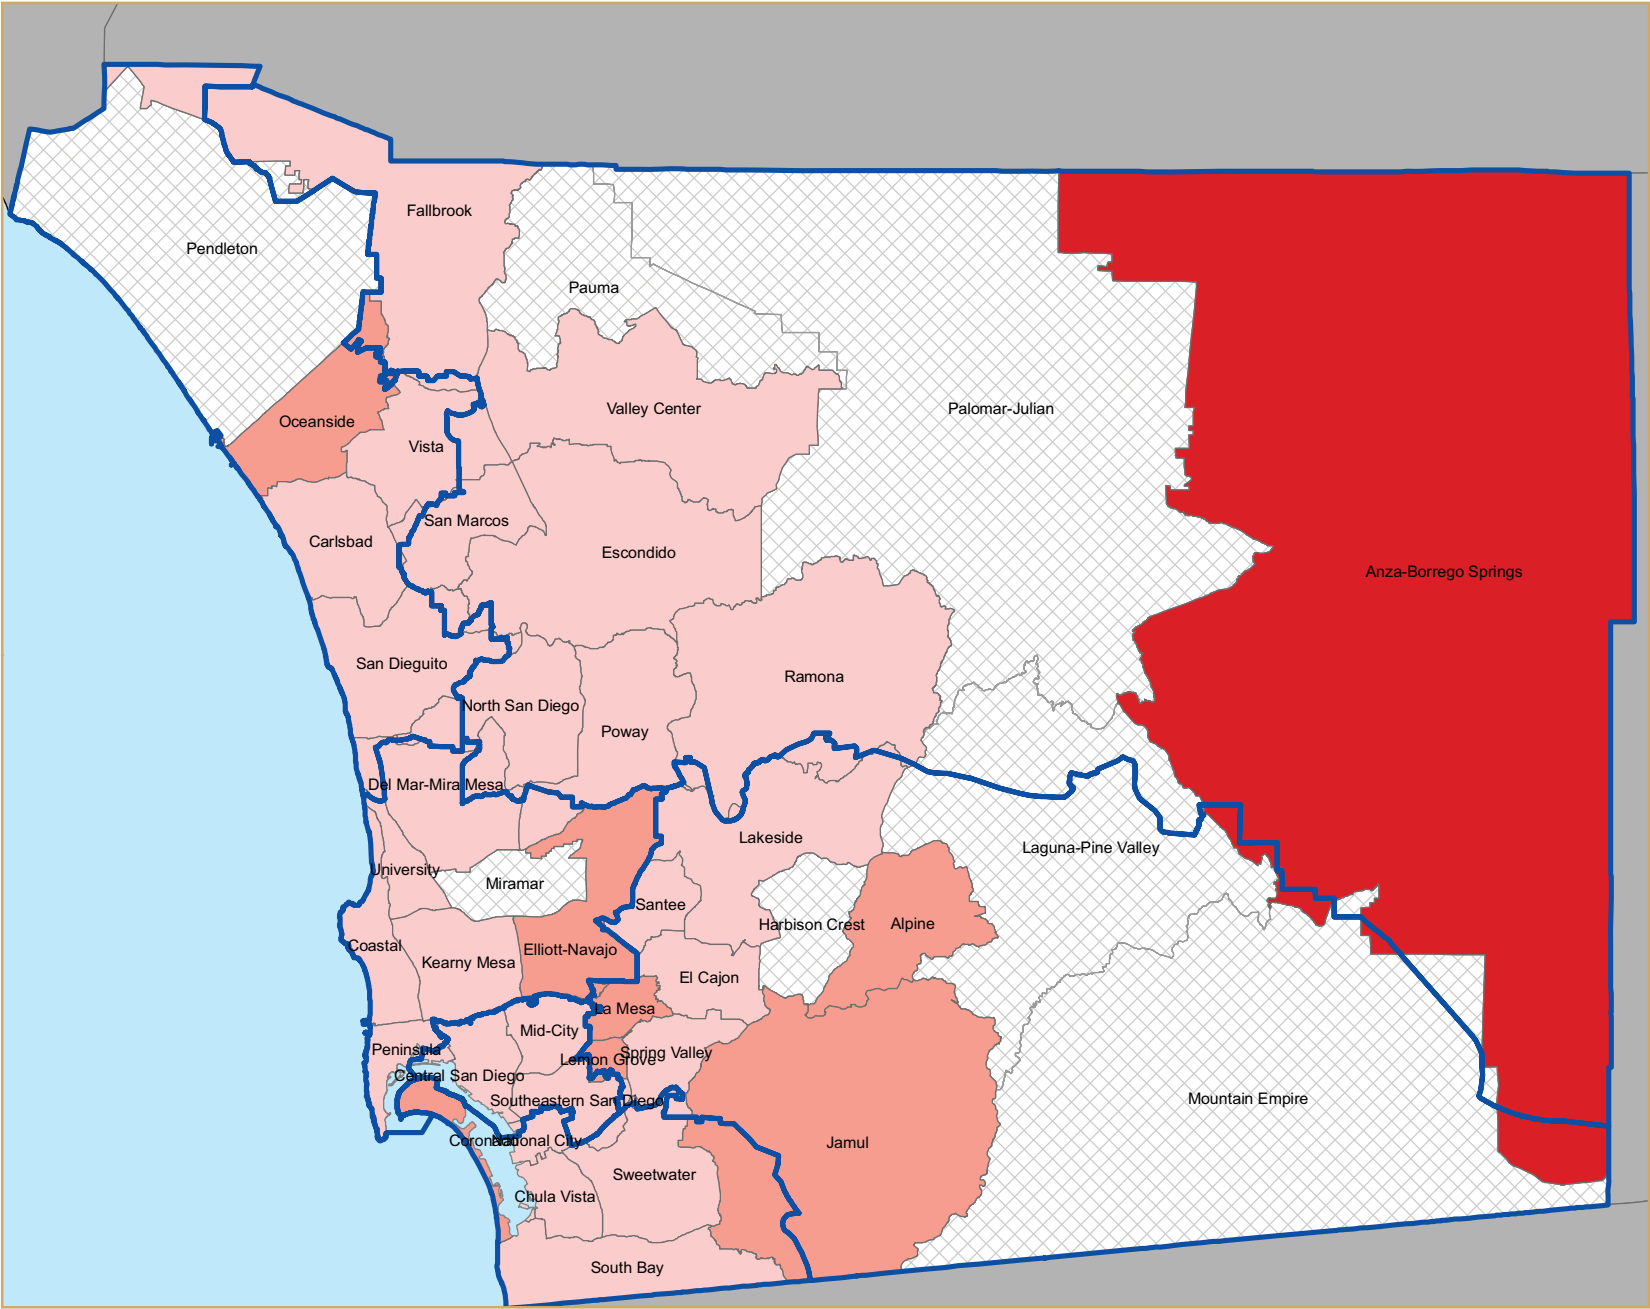 Fallbrook
Pendleton
Pauma
Oceanside
Valley Center
Palomar-Julian
Vista
San Marcos
Carlsbad
Escondido
Anza-Borrego Springs
San Dieguito
Ramona
North San Diego
Poway
Del Mar-Mira Mesa
Lakeside
Laguna-Pine Valley
University
Miramar
Santee
Harbison Crest
Alpine
Coastal
Elliott-Navajo
Kearny Mesa
El Cajon
La Mesa
Mid-City
Peninsula
Lemon Grove
Spring Valley
Central San Diego
Southeastern San Diego
Mountain Empire
Coronado
National City
Jamul
Sweetwater
Chula Vista
South Bay